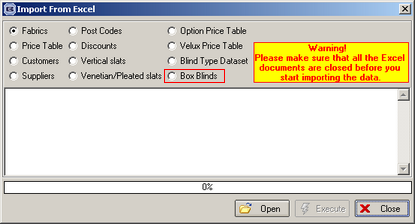 Import From Excel
Fabrics
Post Codes
Option Price Table
Price Table
Discounts
Velux Price Table
Customers
Vertical slats
Blind Type Dataset
Suppliers
Venetian/Pleated slats
Box Blinds
Warning!
Please make sure that all the Excel
documents are closed before you
start importing the data.
0%
Open
Execute
Close